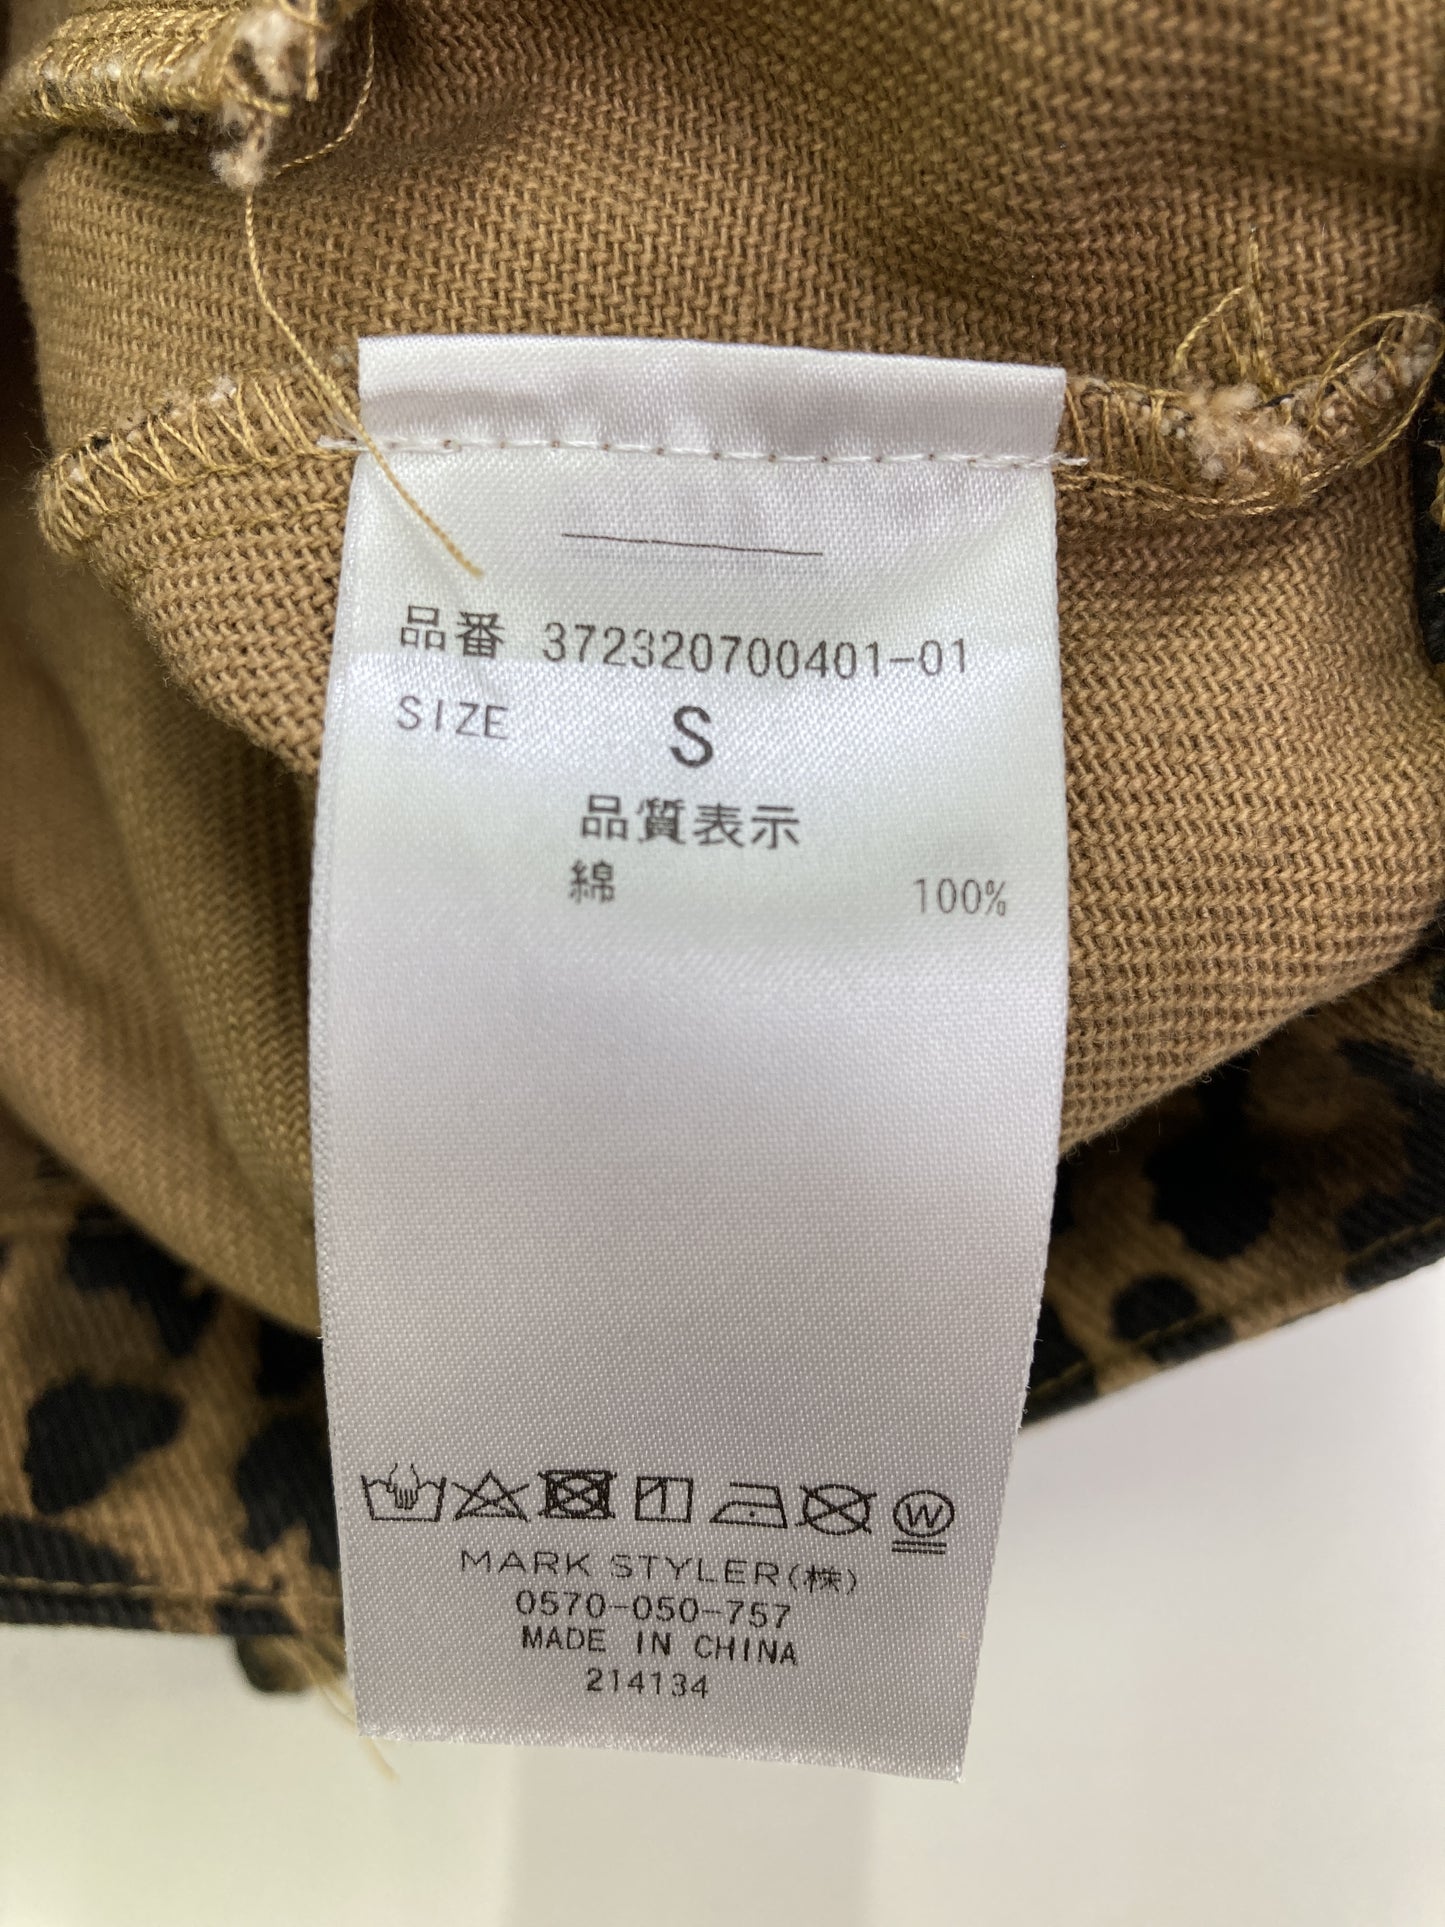 品番 372320700401-01
SIZE S
品質表示
綿 100%
W
MARK STYLER(株)
0570-050-757
MADE IN CHINA
214134